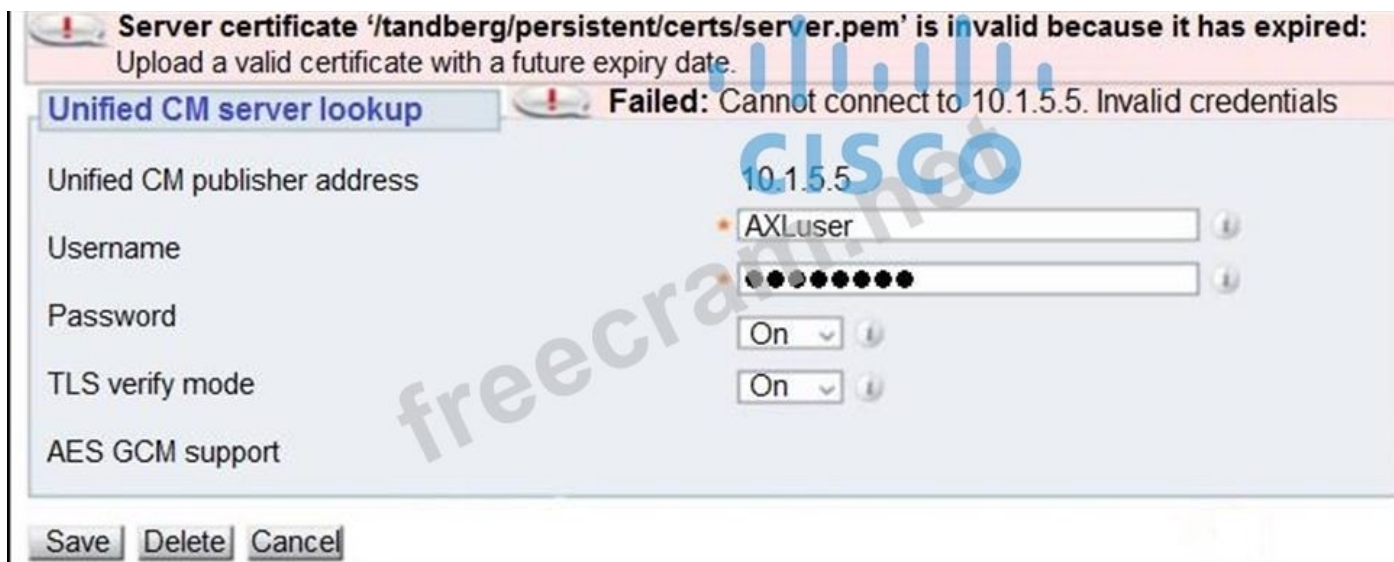 Server certificate ‘/tandberg/persistent/certs/server.pem’ is invalid because it has expired:
Upload a valid certificate with a future expiry date.
Unified CM server lookup
Failed: Cannot connect to 10.1.5.5. Invalid credentials
CISCO
Unified CM publisher address 10.1.5.5
Username AXLuser
Password ●●●●●●●●
TLS verify mode On
AES GCM support On
freecram.net
Save Delete Cancel